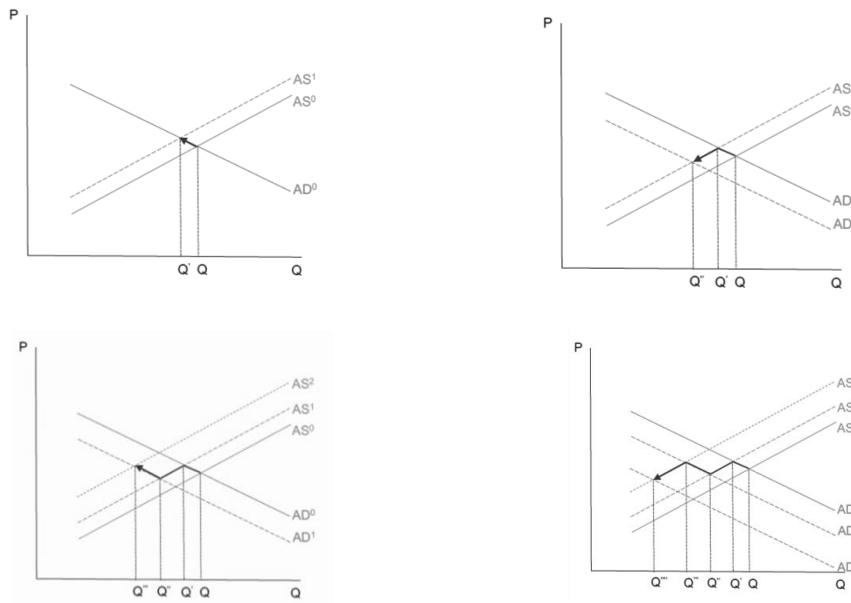 P
AS¹
AS⁰
AD⁰
Q' Q Q
P
AS
AS
AD
AD
Q'' Q' Q Q
P
AS²
AS¹
AS⁰
AD⁰
AD¹
Q''' Q'' Q' Q Q
P
AS
AS
AS
AD
AD
AD
Q'''' Q''' Q'' Q' Q Q